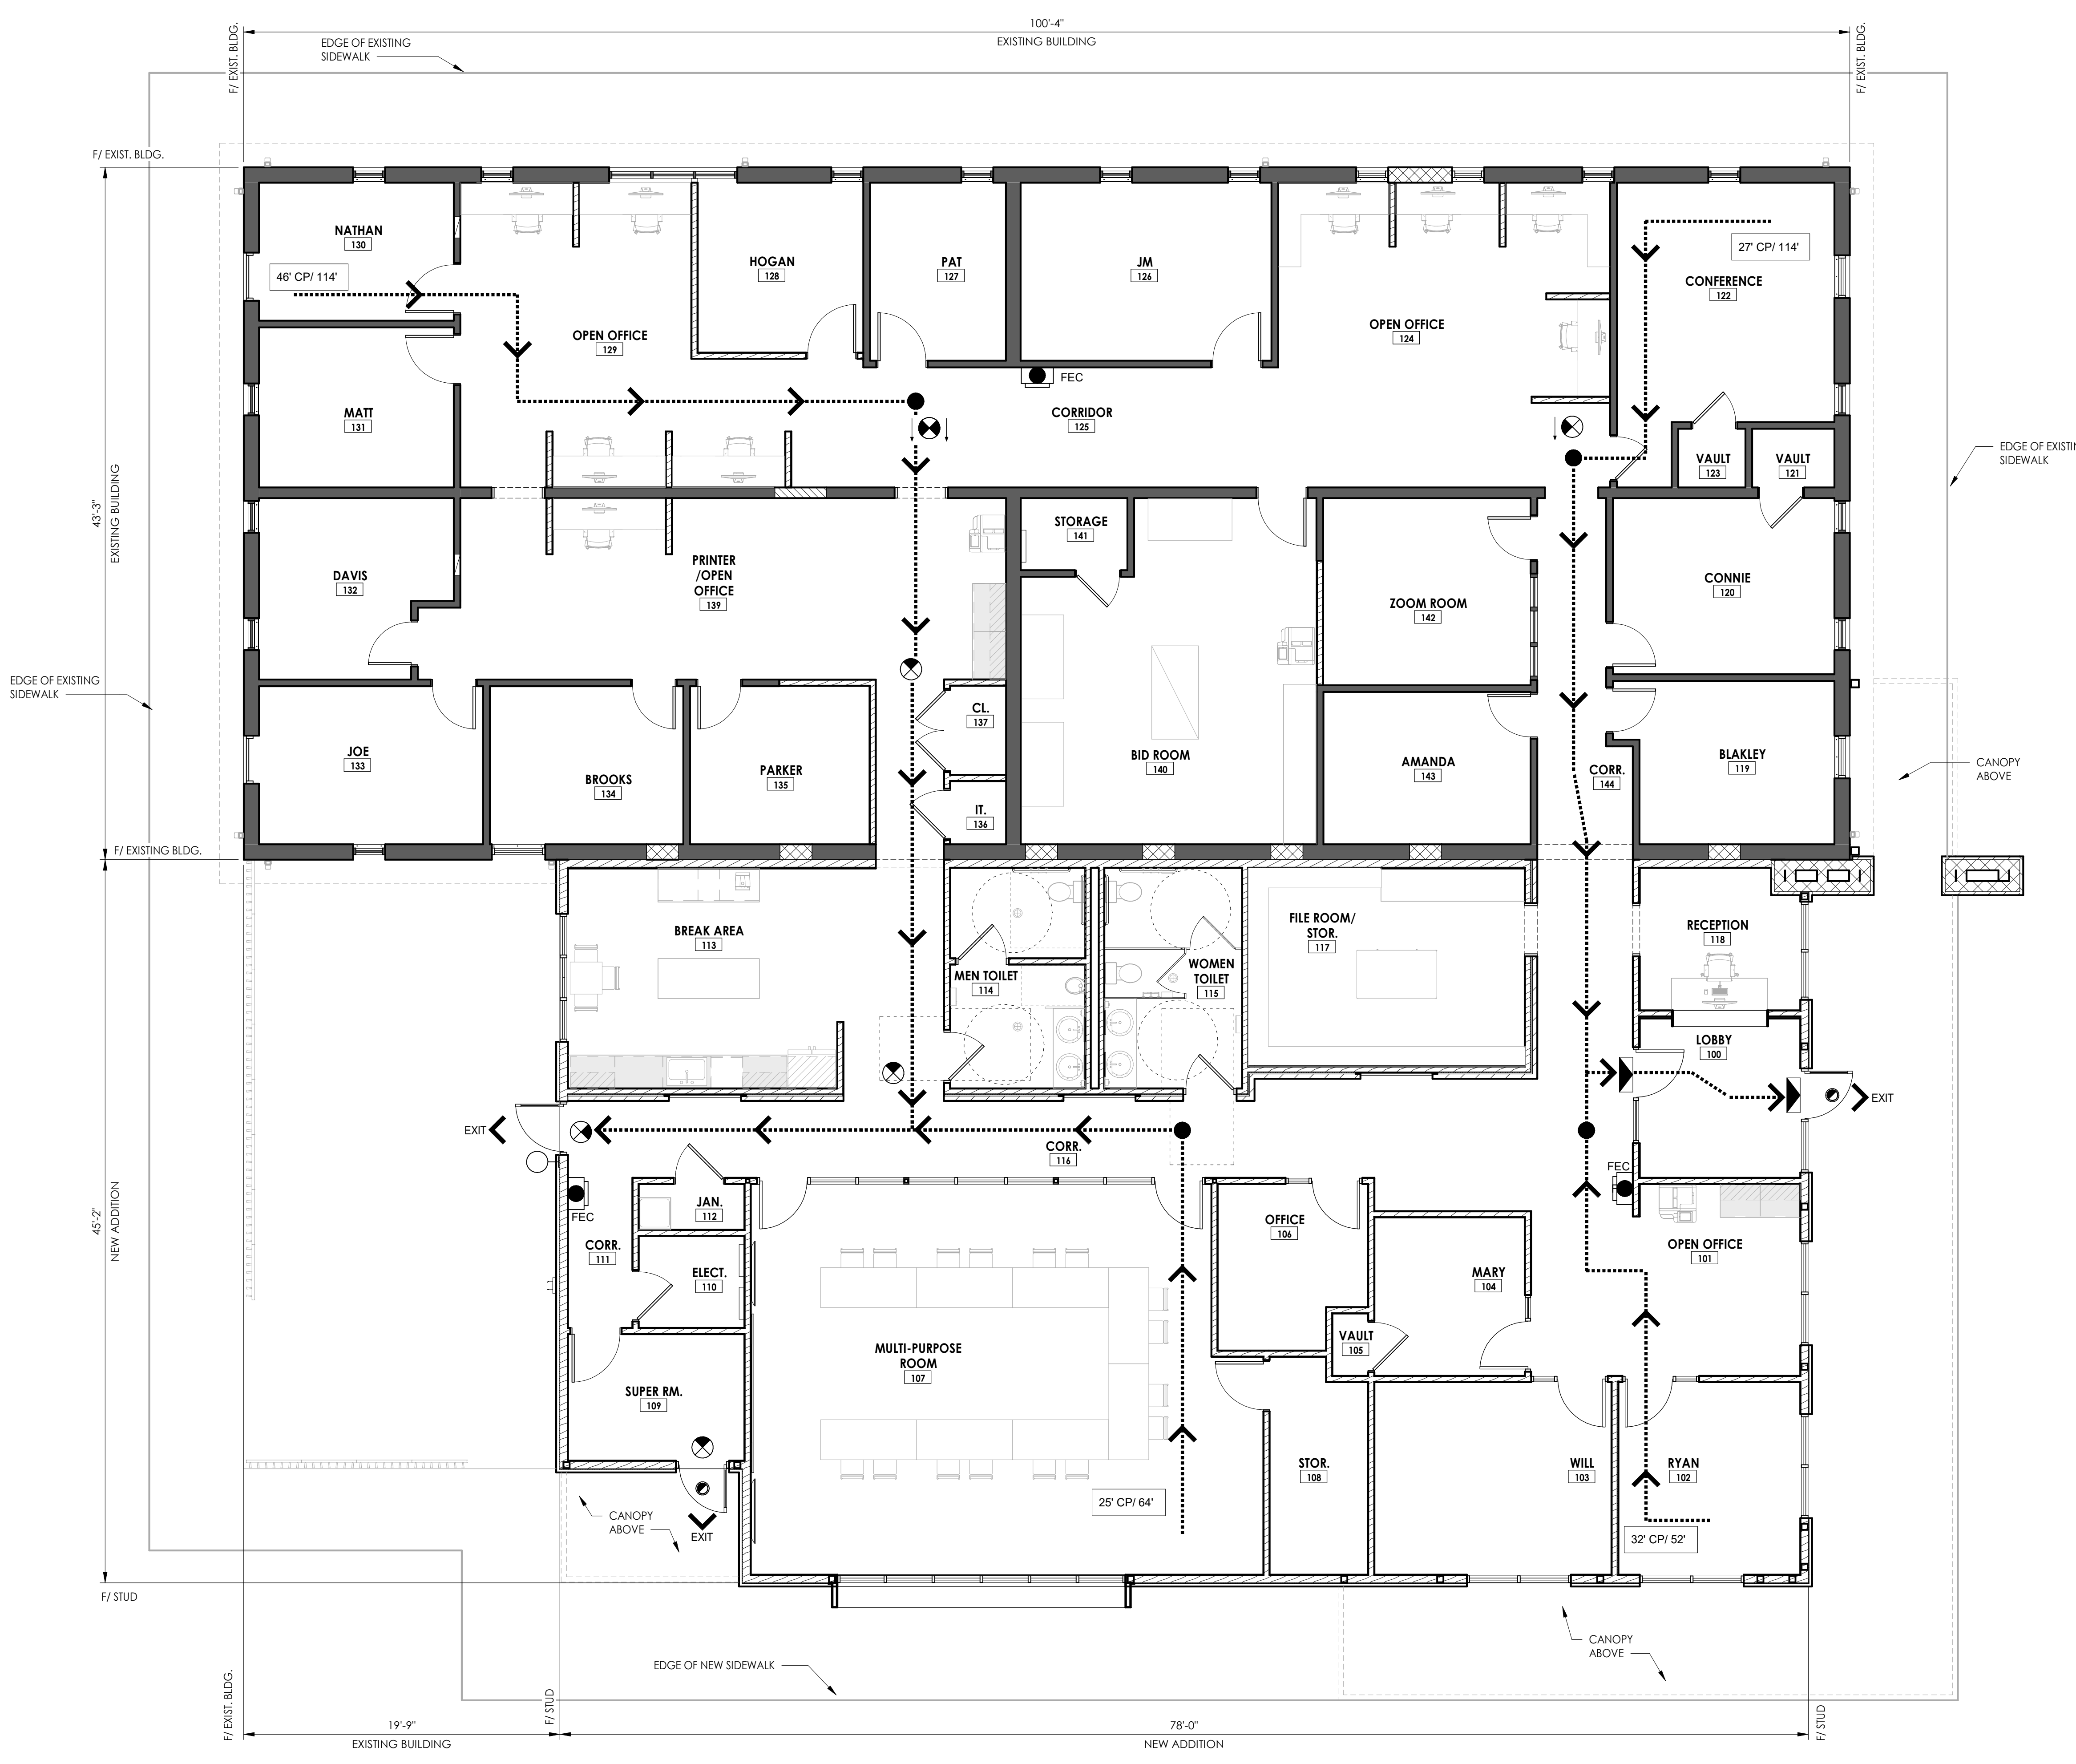 100'-4"
EXISTING BUILDING
F/ EXIST. BLDG.
F/ EXIST. BLDG.
EDGE OF EXISTING
SIDEWALK
F/ EXIST. BLDG.
NATHAN
130
46' CP/ 114'
HOGAN
128
PAT
127
JM
126
27' CP/ 114'
CONFERENCE
122
OPEN OFFICE
129
OPEN OFFICE
124
FEC
MATT
131
CORRIDOR
125
VAULT
123
VAULT
121
EDGE OF EXISTIN
SIDEWALK
43'-3"
EXISTING BUILDING
STORAGE
141
DAVIS
132
PRINTER
/OPEN
OFFICE
139
ZOOM ROOM
142
CONNIE
120
EDGE OF EXISTING
SIDEWALK
CL.
137
JOE
133
BROOKS
134
PARKER
135
IT.
136
BID ROOM
140
AMANDA
143
CORR.
144
BLAKLEY
119
CANOPY
ABOVE
F/ EXISTING BLDG.
BREAK AREA
113
MEN TOILET
114
WOMEN
TOILET
115
FILE ROOM/
STOR.
117
RECEPTION
118
LOBBY
100
EXIT
EXIT
CORR.
116
FEC
45'-2"
NEW ADDITION
FEC
JAN.
112
CORR.
111
ELECT.
110
OFFICE
106
MARY
104
OPEN OFFICE
101
MULTI-PURPOSE
ROOM
107
VAULT
105
SUPER RM.
109
STOR.
108
WILL
103
RYAN
102
25' CP/ 64'
32' CP/ 52'
CANOPY
ABOVE
EXIT
F/ STUD
CANOPY
ABOVE
EDGE OF NEW SIDEWALK
F/ EXIST. BLDG.
F/ STUD
F/ STUD
19'-9"
EXISTING BUILDING
78'-0"
NEW ADDITION